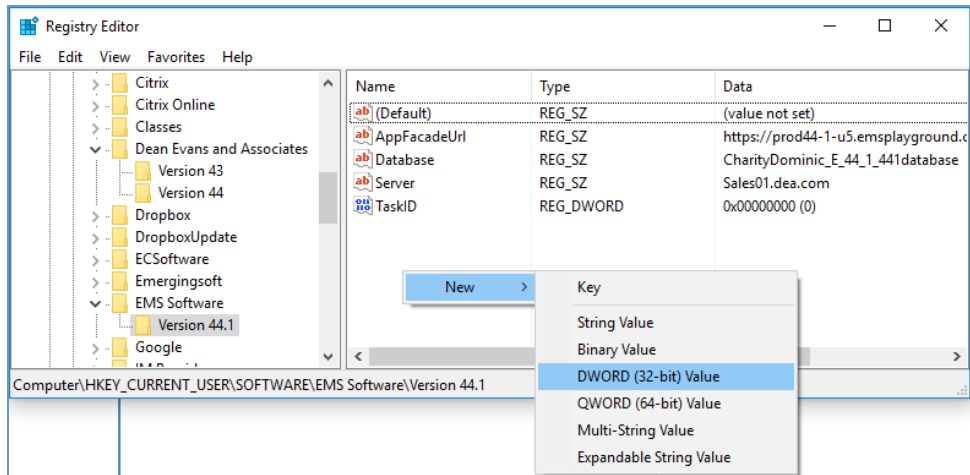 Registry Editor
File Edit View Favorites Help
Citrix
Citrix Online
Classes
Dean Evans and Associates
Version 43
Version 44
Dropbox
DropboxUpdate
ECSoftware
Emergingsoft
EMS Software
Version 44.1
Google
Name Type Data
(Default) REG_SZ (value not set)
AppFacadeUrl REG_SZ https://prod44-1-u5.emsplayground.c
Database REG_SZ CharityDominic_E_44_1_441database
Server REG_SZ Sales01.dea.com
TaskID REG_DWORD 0x00000000 (0)
New
Key
String Value
Binary Value
DWORD (32-bit) Value
QWORD (64-bit) Value
Multi-String Value
Expandable String Value
Computer\HKEY_CURRENT_USER\SOFTWARE\EMS Software\Version 44.1